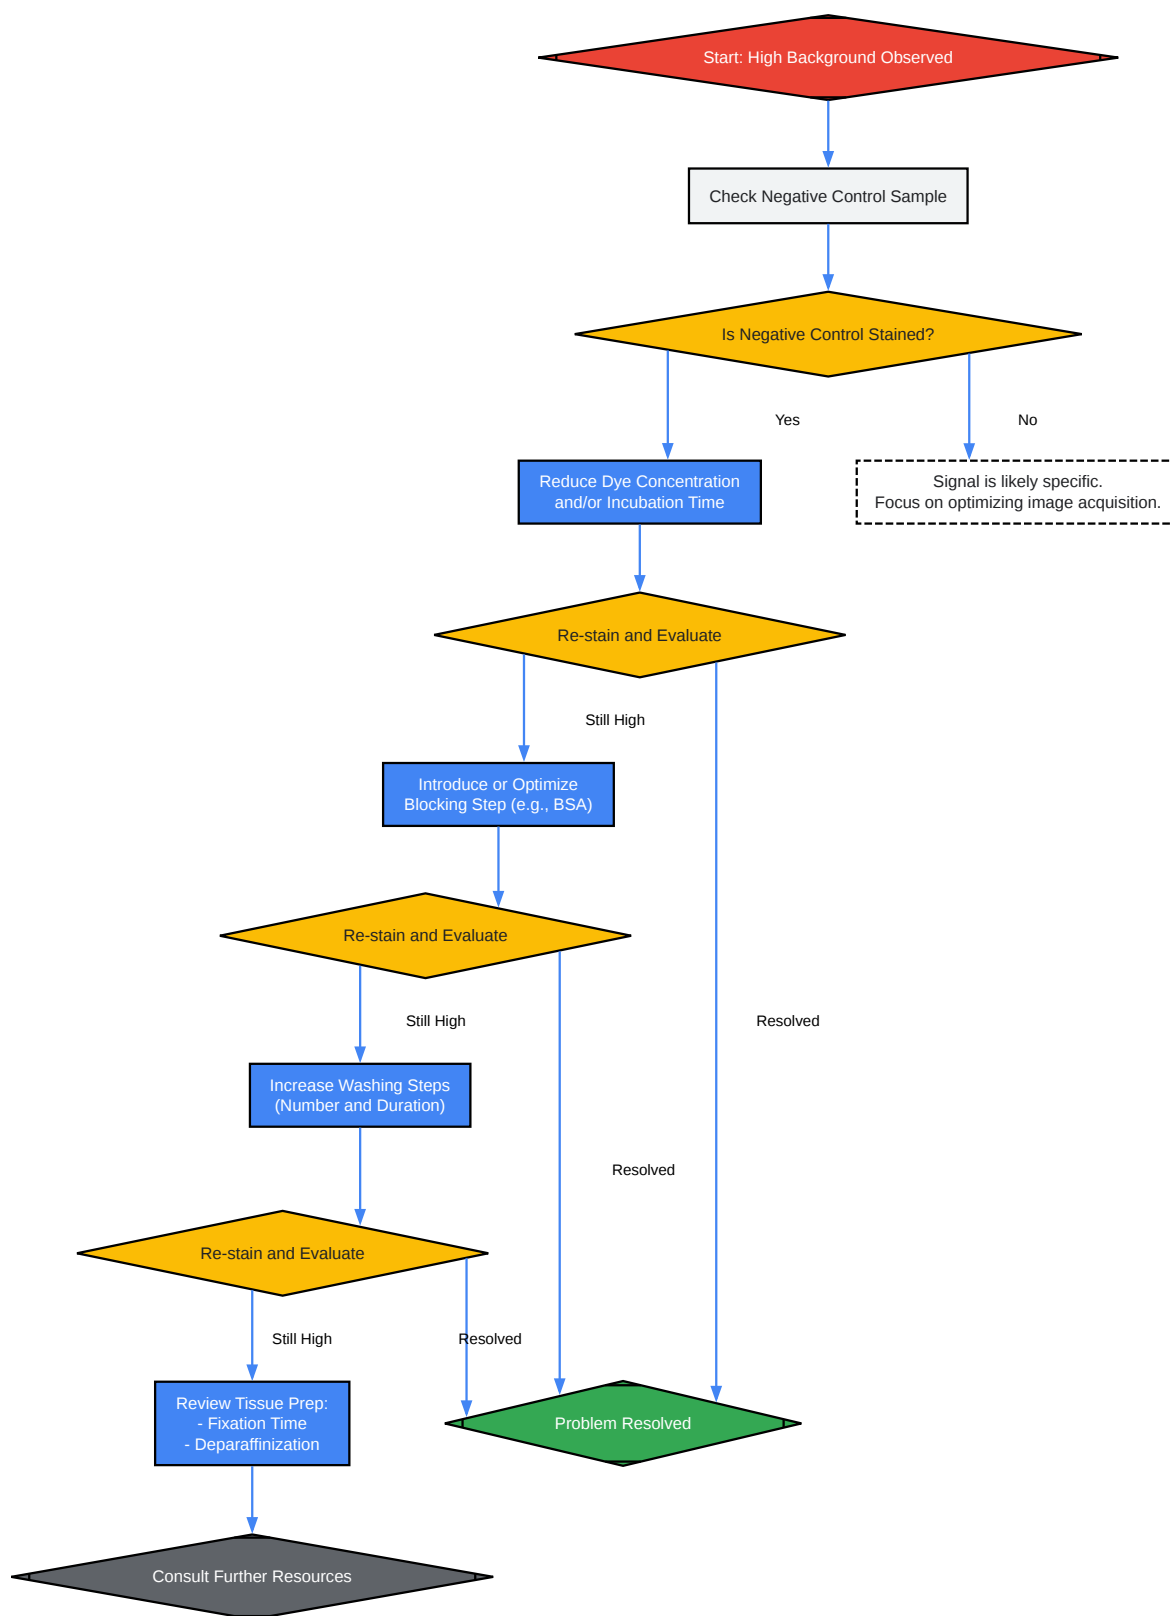 Start: High Background Observed
Check Negative Control Sample
Is Negative Control Stained?
Yes
No
Reduce Dye Concentration
and/or Incubation Time
Signal is likely specific.
Focus on optimizing image acquisition.
Re-stain and Evaluate
Still High
Introduce or Optimize
Blocking Step (e.g., BSA)
Re-stain and Evaluate
Still High
Resolved
Increase Washing Steps
(Number and Duration)
Resolved
Re-stain and Evaluate
Still High
Resolved
Review Tissue Prep:
- Fixation Time
- Deparaffinization
Problem Resolved
Consult Further Resources